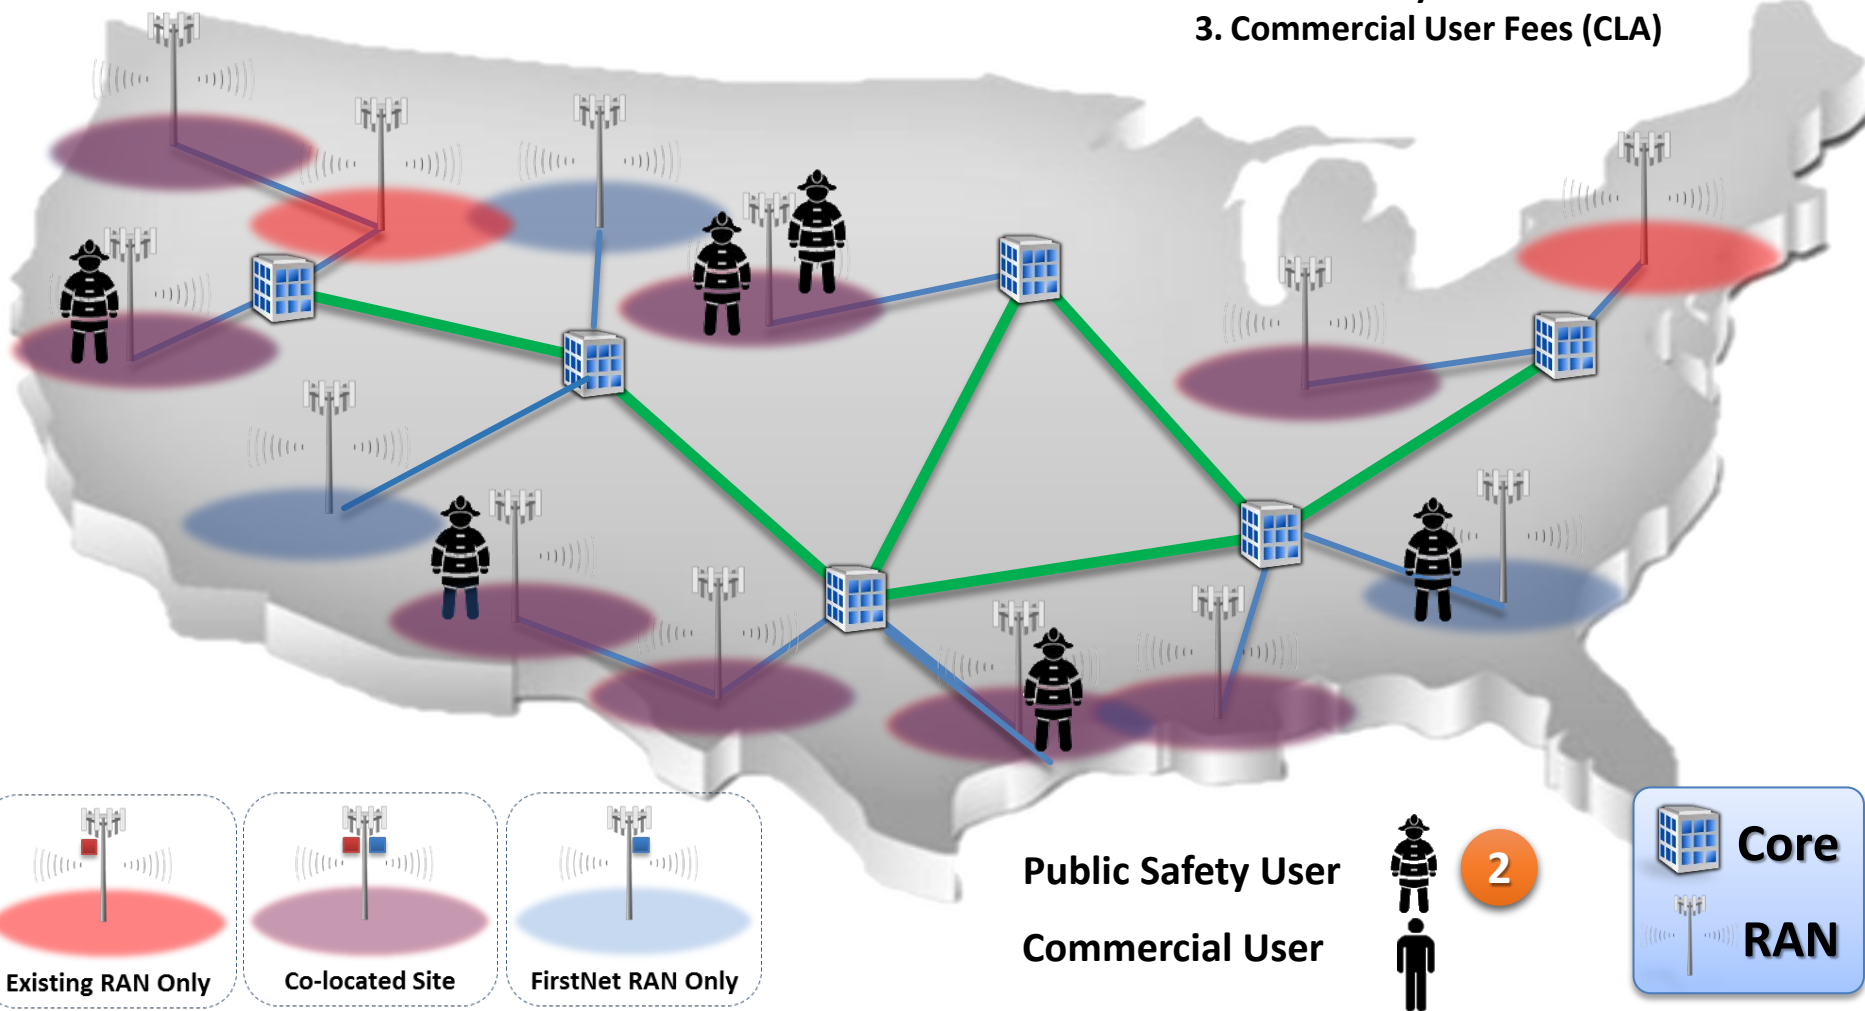 3. Commercial User Fees (CLA)
Public Safety User
2
Commercial User
Core
RAN
Existing RAN Only
Co-located Site
FirstNet RAN Only